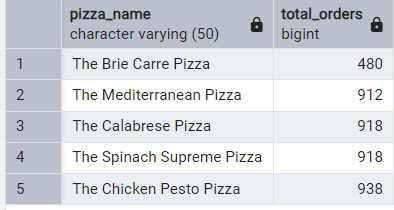 pizza_name total_orders
character varying (50) bigint
1 The Brie Carre Pizza 480
2 The Mediterranean Pizza 912
3 The Calabrese Pizza 918
4 The Spinach Supreme Pizza 918
5 The Chicken Pesto Pizza 938